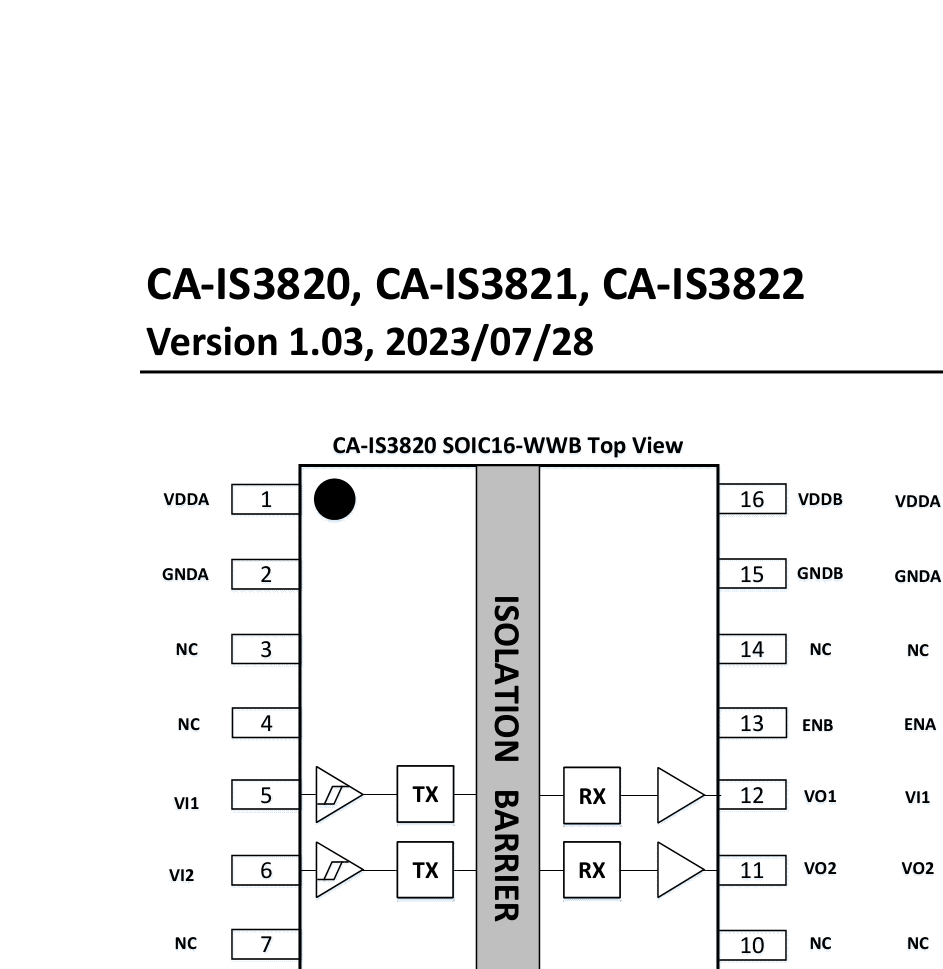 CA-IS3820, CA-IS3821, CA-IS3822
Version 1.03, 2023/07/28
CA-IS3820 SOIC16-WWB Top View
VDDA 1 16 VDDB VDDA
GNDA 2 15 GNDB GNDA
NC 3 14 NC NC
NC 4 13 ENB ENA
VI1 5 TX RX 12 VO1 VI1
VI2 6 TX RX 11 VO2 VO2
NC 7 10 NC NC
ISOLATION BARRIER